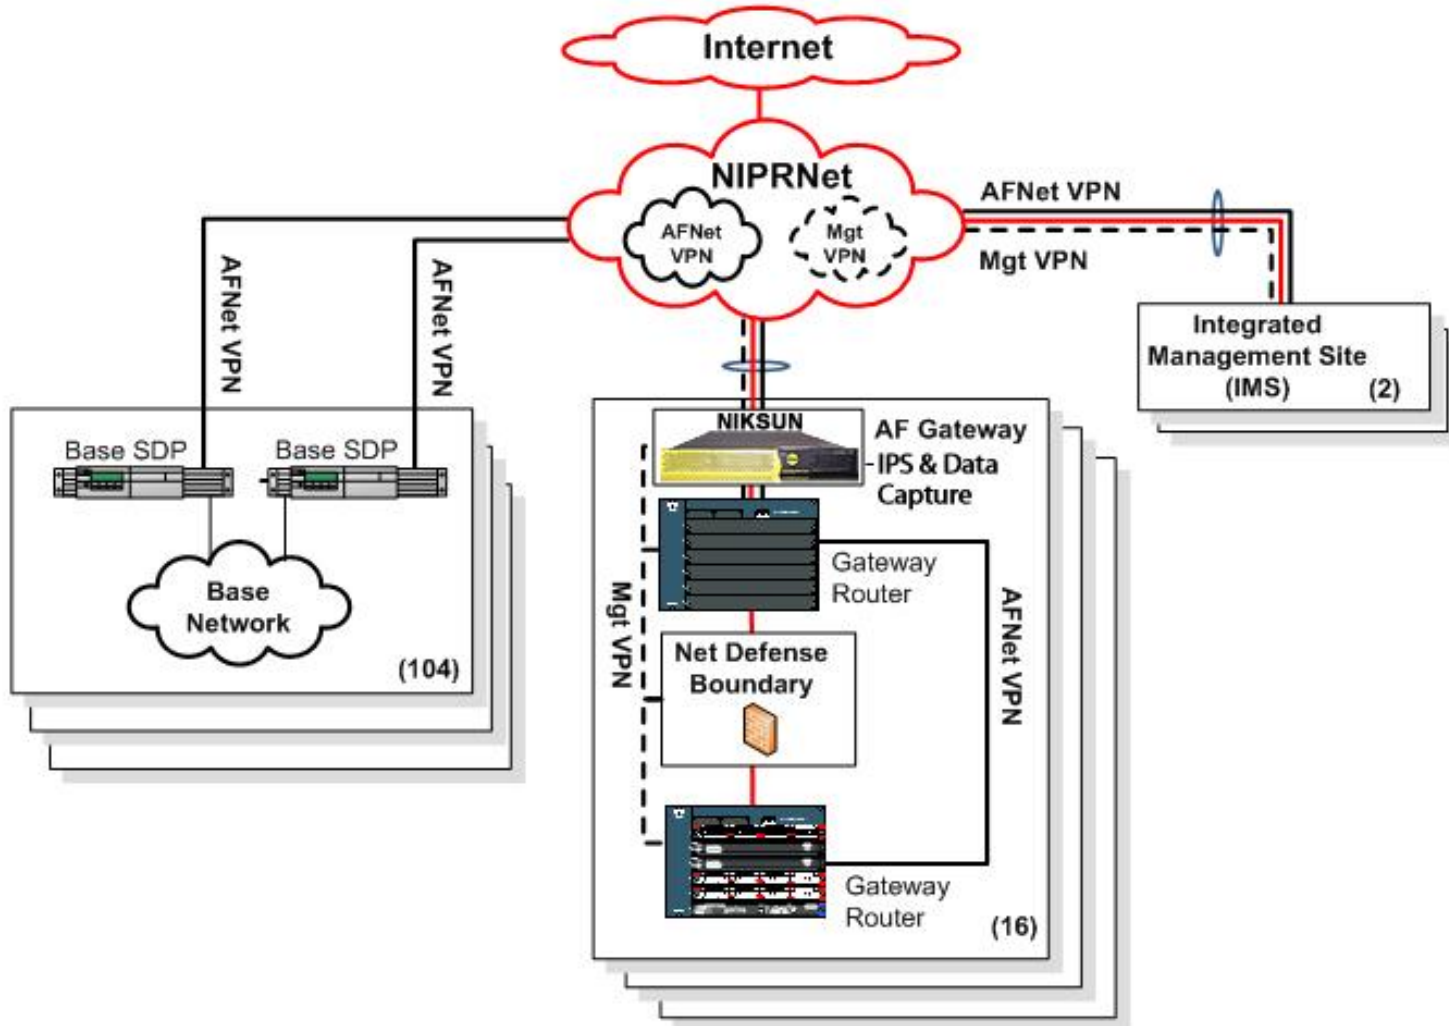 Internet
NIPRNet
AFNet
VPN
Mgt
VPN
AFNet VPN
Mgt VPN
AFNet VPN
AFNet VPN
Integrated
Management Site
(IMS) (2)
Base SDP
Base SDP
Base
Network
(104)
NIKSUN
AF Gateway
IPS & Data
Capture
Gateway
Router
Mgt VPN
AFNet VPN
Net Defense
Boundary
Gateway
Router
(16)